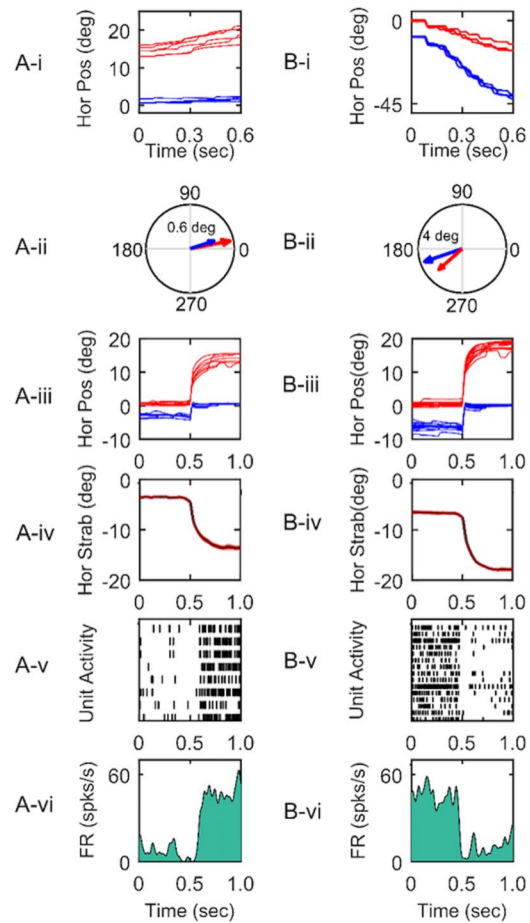 A-i
Hor Pos (deg)
20
10
0
0
0.3
0.6
Time (sec)
B-i
Hor Pos (deg)
0
-45
0
0.3
0.6
Time (sec)
A-ii
90
0.6 deg
180
0
270
B-ii
90
4 deg
180
0
270
A-iii
Hor Pos(deg)
20
10
0
-10
0
0.5
1.0
B-iii
Hor Pos(deg)
20
10
0
-10
0
0.5
1.0
A-iv
Hor Strab(deg)
0
-10
-20
0
0.5
1.0
B-iv
Hor Strab(deg)
0
-10
-20
0
0.5
1.0
A-v
Unit Activity
0
0.5
1.0
B-v
Unit Activity
0
0.5
1.0
A-vi
FR (spks/s)
60
0
0
0.5
1.0
Time (sec)
B-vi
FR (spks/s)
60
0
0
0.5
1.0
Time (sec)